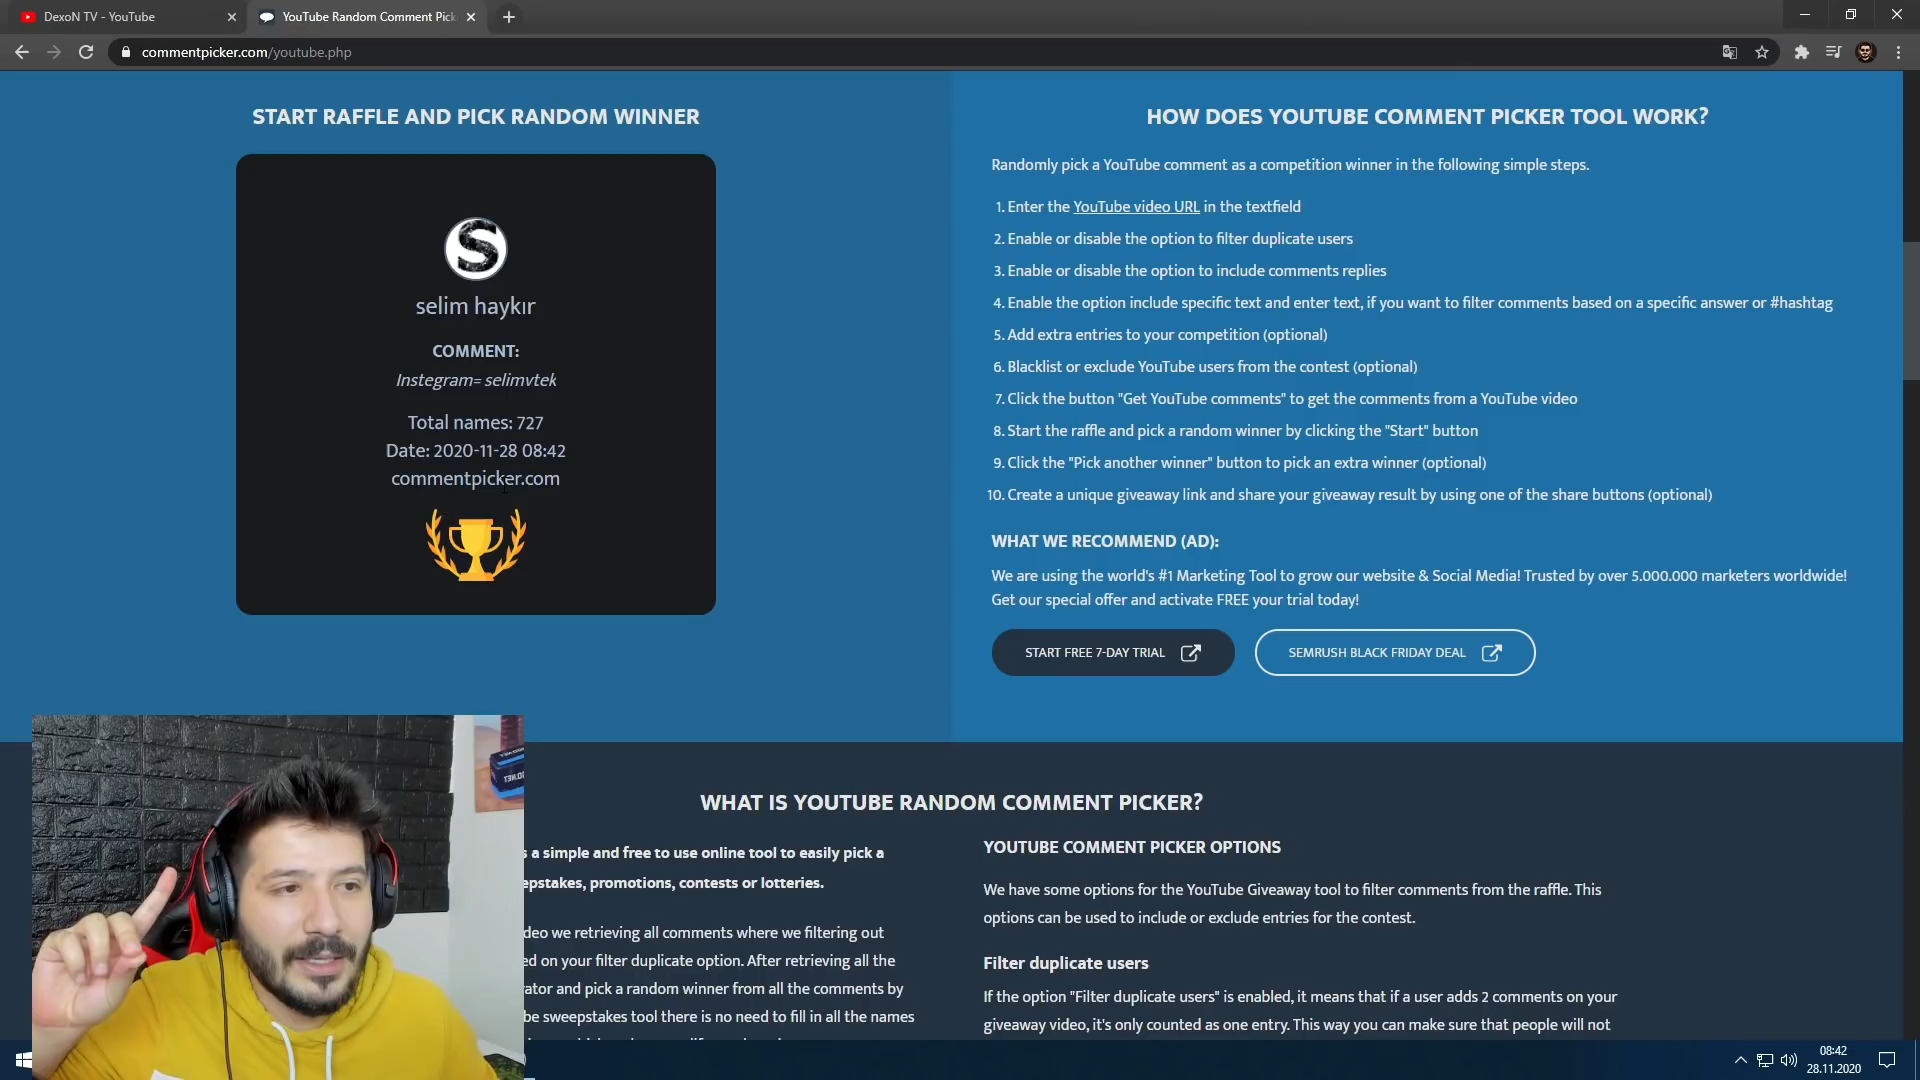 DexoN TV - YouTube
YouTube Random Comment Pick
commentpicker.com/youtube.php
START RAFFLE AND PICK RANDOM WINNER
S
selim haykır
COMMENT:
Instegram= selimvtek
Total names: 727
Date: 2020-11-28 08:42
commentpicker.com
HOW DOES YOUTUBE COMMENT PICKER TOOL WORK?
Randomly pick a YouTube comment as a competition winner in the following simple steps.
1. Enter the YouTube video URL in the textfield
2. Enable or disable the option to filter duplicate users
3. Enable or disable the option to include comments replies
4. Enable the option include specific text and enter text, if you want to filter comments based on a specific answer or #hashtag
5. Add extra entries to your competition (optional)
6. Blacklist or exclude YouTube users from the contest (optional)
7. Click the button "Get YouTube comments" to get the comments from a YouTube video
8. Start the raffle and pick a random winner by clicking the "Start" button
9. Click the "Pick another winner" button to pick an extra winner (optional)
10. Create a unique giveaway link and share your giveaway result by using one of the share buttons (optional)
WHAT WE RECOMMEND (AD):
We are using the world's #1 Marketing Tool to grow our website & Social Media! Trusted by over 5.000.000 marketers worldwide!
Get our special offer and activate FREE your trial today!
START FREE 7-DAY TRIAL
SEMRUSH BLACK FRIDAY DEAL
WHAT IS YOUTUBE RANDOM COMMENT PICKER?
s a simple and free to use online tool to easily pick a
epstakes, promotions, contests or lotteries.
deo we retrieving all comments where we filtering out
ed on your filter duplicate option. After retrieving all the
rator and pick a random winner from all the comments by
be sweepstakes tool there is no need to fill in all the names
YOUTUBE COMMENT PICKER OPTIONS
We have some options for the YouTube Giveaway tool to filter comments from the raffle. This
options can be used to include or exclude entries for the contest.
Filter duplicate users
If the option "Filter duplicate users" is enabled, it means that if a user adds 2 comments on your
giveaway video, it's only counted as one entry. This way you can make sure that people will not
08:42
28.11.2020